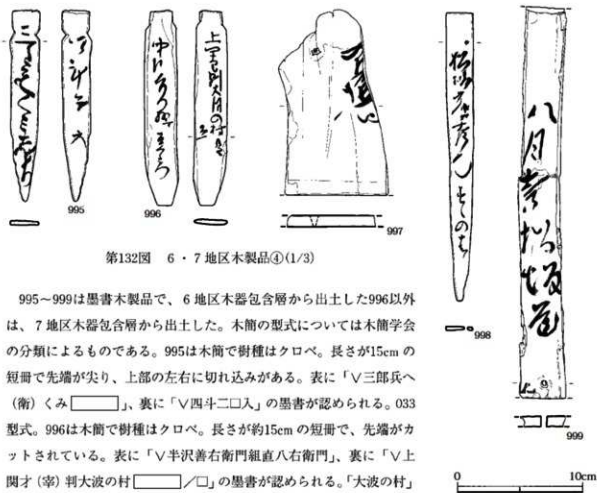 995
996
997
998
999
第132図 6・7地区木製品④(1/3)
995~999は墨書木製品で、6地区木器包含層から出土した996以外
は、7地区木器包含層から出土した。木簡の型式については木簡学会
の分類によるものである。995は木簡で樹種はクロベ。長さが15cmの
短冊で先端が尖り、上部の左右に切れ込みがある。表に「∨三郎兵へ
(衛)くみ□」、裏に「∨四斗二□入」の墨書が認められる。033
型式。996は木簡で樹種はクロベ。長さが約15cmの短冊で、先端がカ
ットされている。表に「∨半沢善右衛門組直八右衛門」、裏に「∨上
関才(宰)判大波の村□/□」の墨書が認められる。「大波の村」
0 10cm
八月